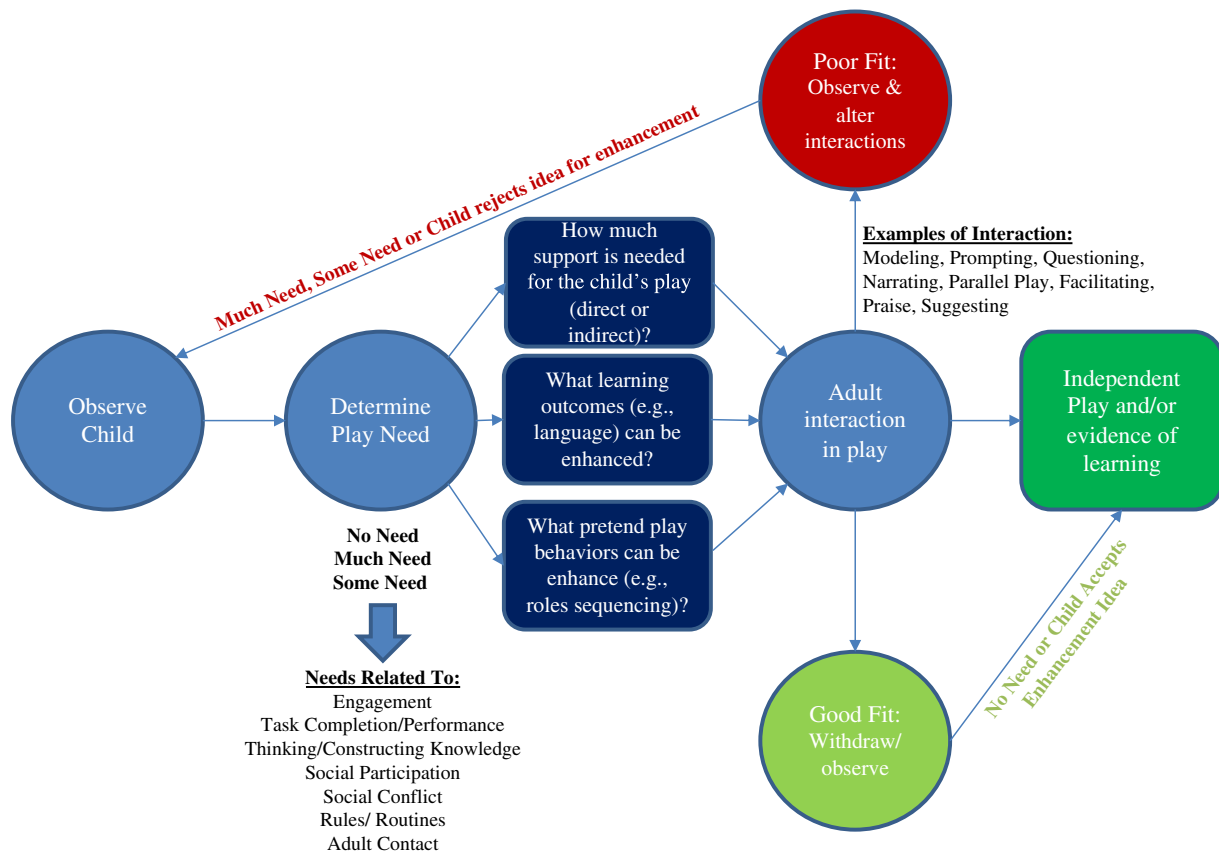 Poor Fit:
Observe &
alter
interactions
Much Need, Some Need or Child rejects idea for enhancement
Examples of Interaction:
Modeling, Prompting, Questioning,
Narrating, Parallel Play, Facilitating,
Praise, Suggesting
How much
support is needed
for the child’s play
(direct or
indirect)?
Observe
Child
Determine
Play Need
What learning
outcomes (e.g.,
language) can be
enhanced?
Adult
interaction
in play
Independent
Play and/or
evidence of
learning
What pretend play
behaviors can be
enhance (e.g.,
roles sequencing)?
No Need
Much Need
Some Need
Needs Related To:
Engagement
Task Completion/Performance
Thinking/Constructing Knowledge
Social Participation
Social Conflict
Rules/ Routines
Adult Contact
Good Fit:
Withdraw/
observe
No Need or Child Accepts
Enhancement Idea